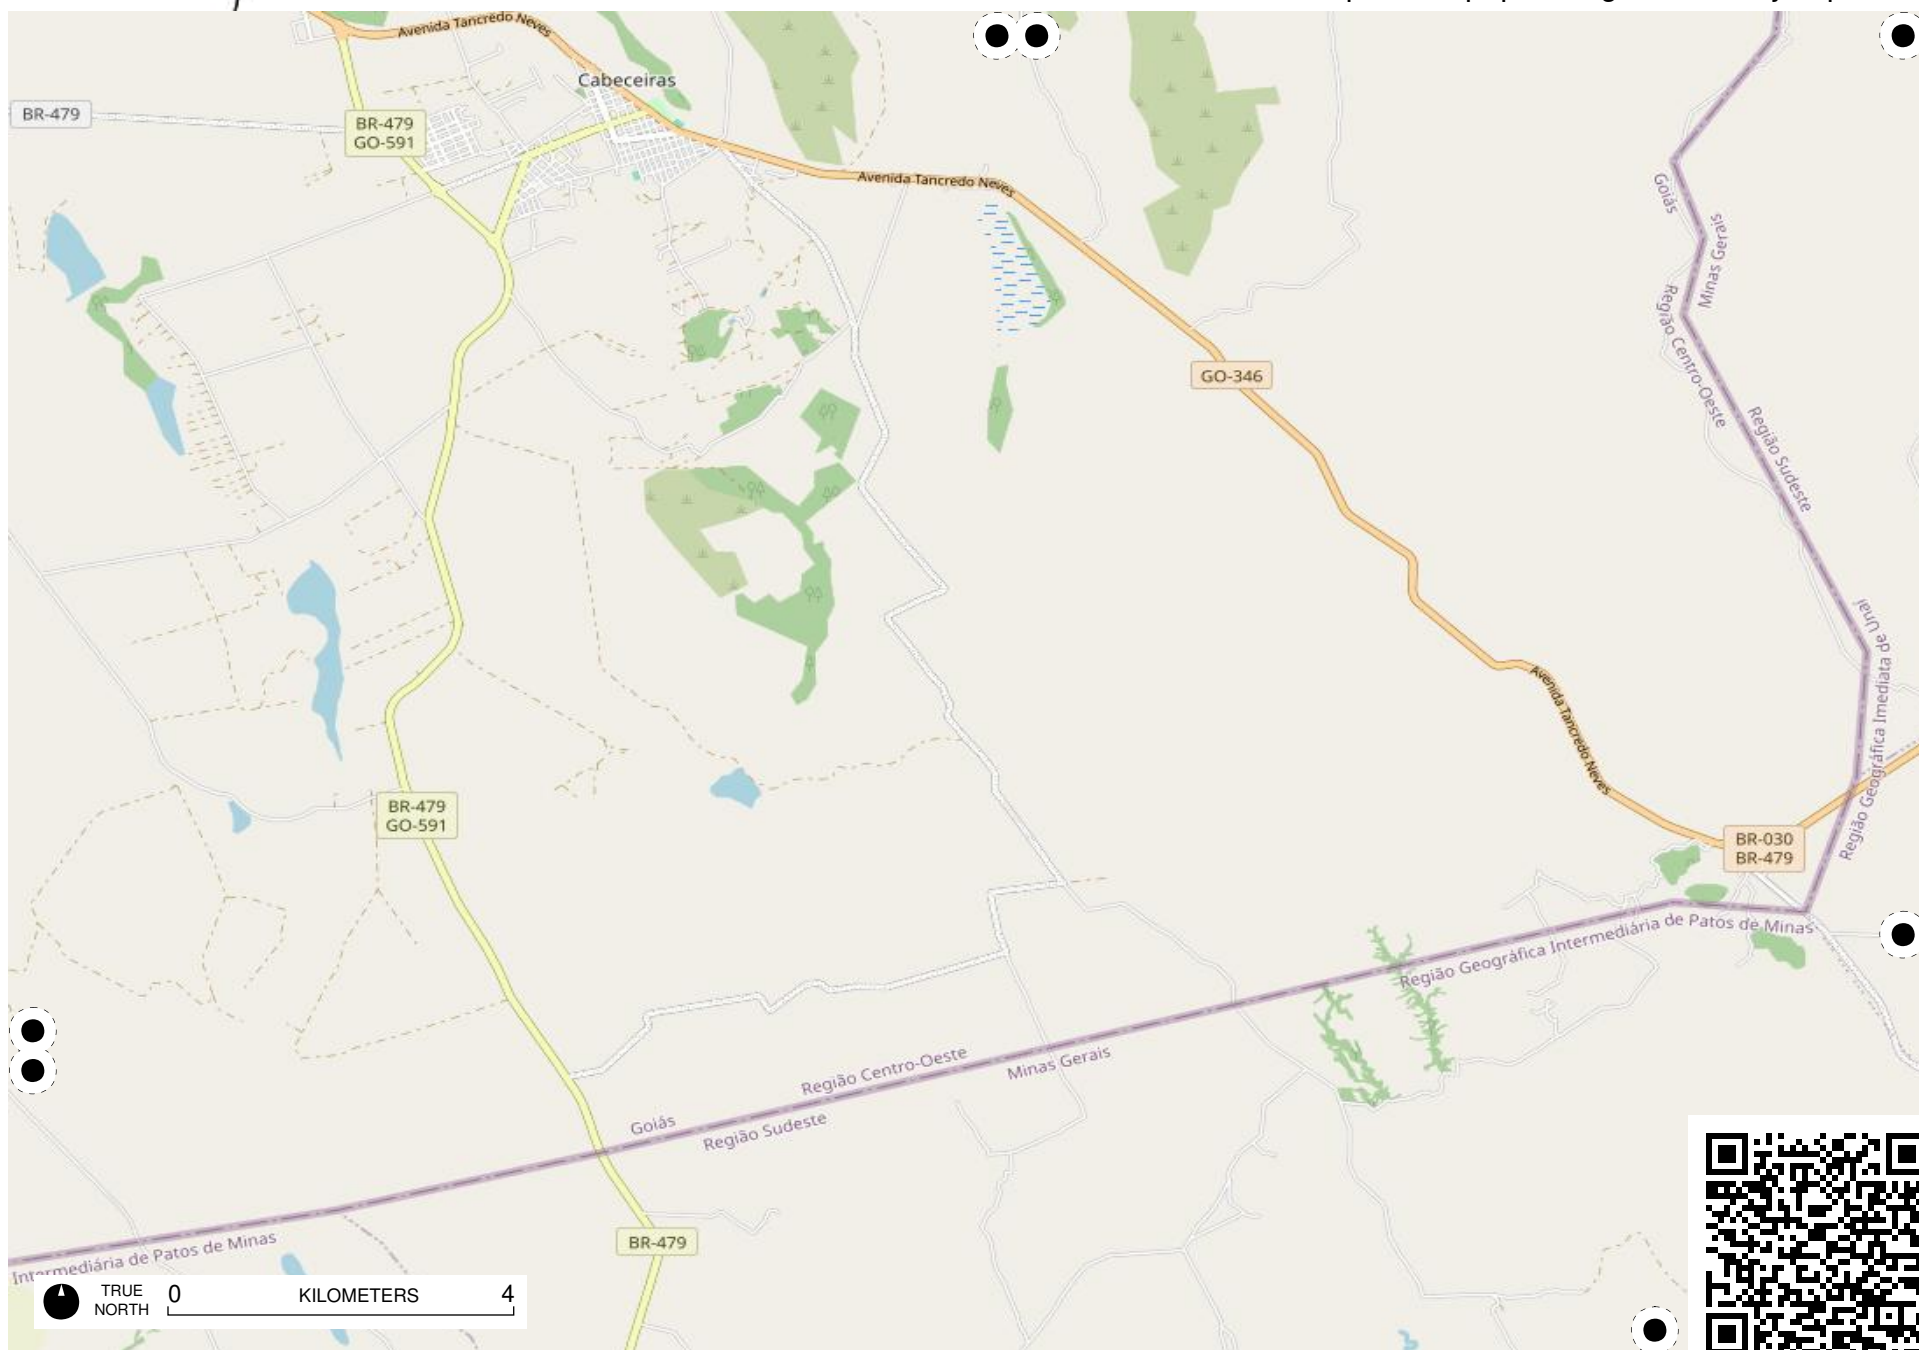 Avenida Tancredo Neves
Cabeceiras
BR-479
BR-479
GO-591
Avenida Tancredo Neves
Goiás
Minas Gerais
Região Centro-Oeste
GO-346
Região Sudeste
Região Geográfica Imediata de Unaí
Avenida Tancredo Neves
BR-479
GO-591
BR-030
BR-479
Região Geográfica Intermediária de Patos de Minas
Região Centro-Oeste
Minas Gerais
Goiás
Região Sudeste
BR-479
Intermediária de Patos de Minas
TRUE
NORTH
0 KILOMETERS 4